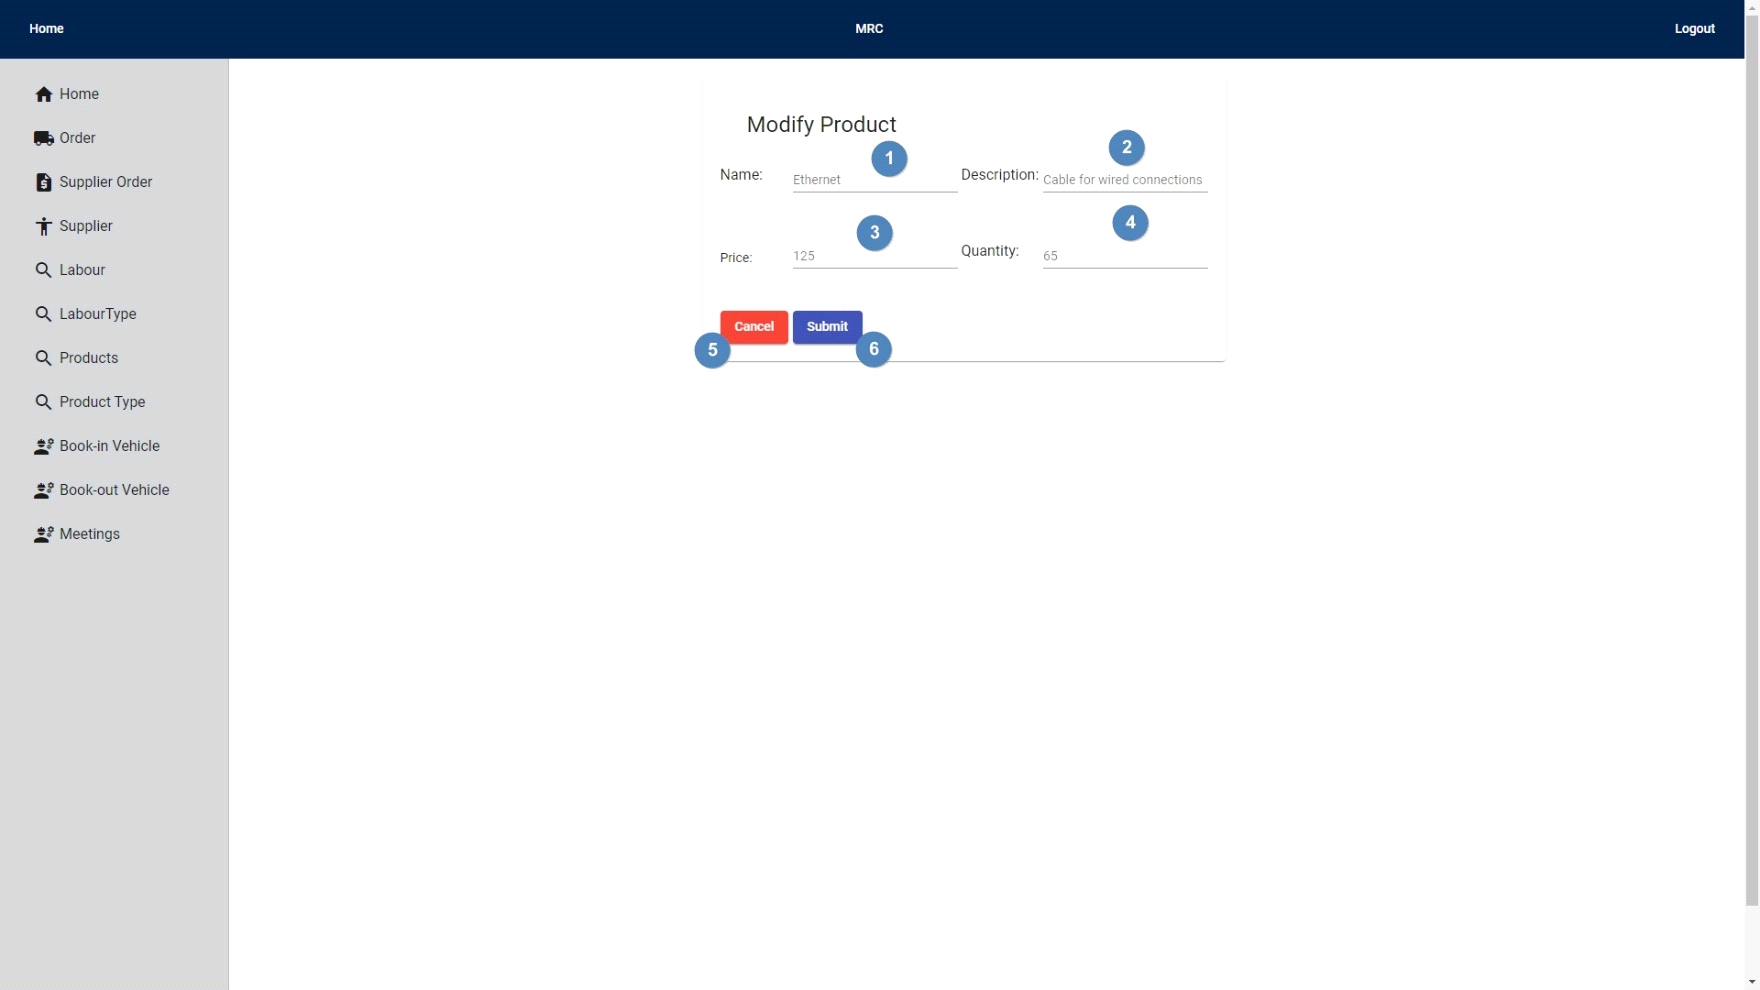 Home MRC Logout
Home
Order
Supplier Order
Supplier
Labour
LabourType
Products
Product Type
Book-in Vehicle
Book-out Vehicle
Meetings
Modify Product
1 2
Name: Ethernet Description: Cable for wired connections
3 4
Price: 125 Quantity: 65
Cancel Submit
5 6